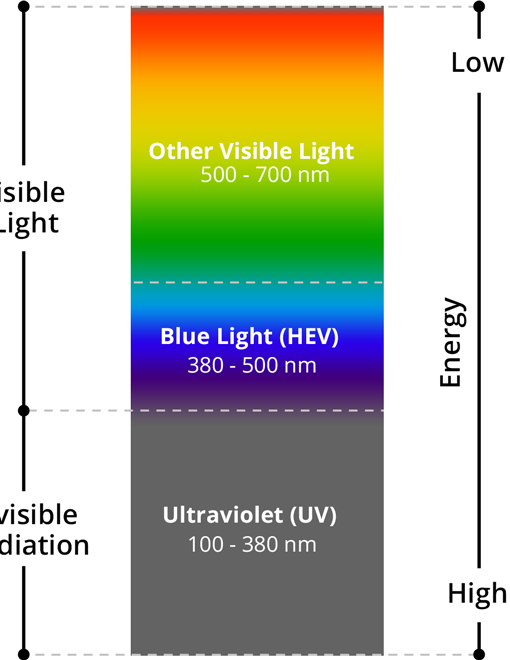 Low
Other Visible Light
500 - 700 nm
isible
Light
Energy
Blue Light (HEV)
380 - 500 nm
visible
diation
Ultraviolet (UV)
100 - 380 nm
High